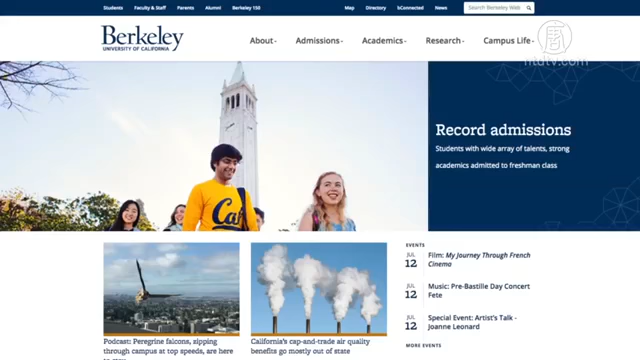 Students Faculty & Staff Parents Alumni Berkeley 150 Map Directory bConnected News Search Berkeley Web
Berkeley
UNIVERSITY OF CALIFORNIA
About Admissions Academics Research Campus Life
周
ntdtv.com
Record admissions
Students with wide array of talents, strong
academics admitted to freshman class
Cal
Podcast: Peregrine falcons, zipping
through campus at top speeds, are here
California's cap-and-trade air quality
benefits go mostly out of state
EVENTS
JUL
12
Film: My Journey Through French
Cinema
JUL
12
Music: Pre-Bastille Day Concert
Fete
JUL
12
Special Event: Artist's Talk -
Joanne Leonard
MORE EVENTS